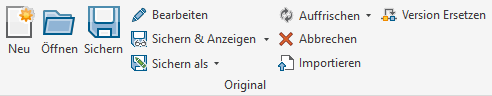 Neu
Öffnen
Sichern
Bearbeiten
Sichern & Anzeigen
Sichern als
Auffrischen
Abbrechen
Importieren
Version Ersetzen
Original